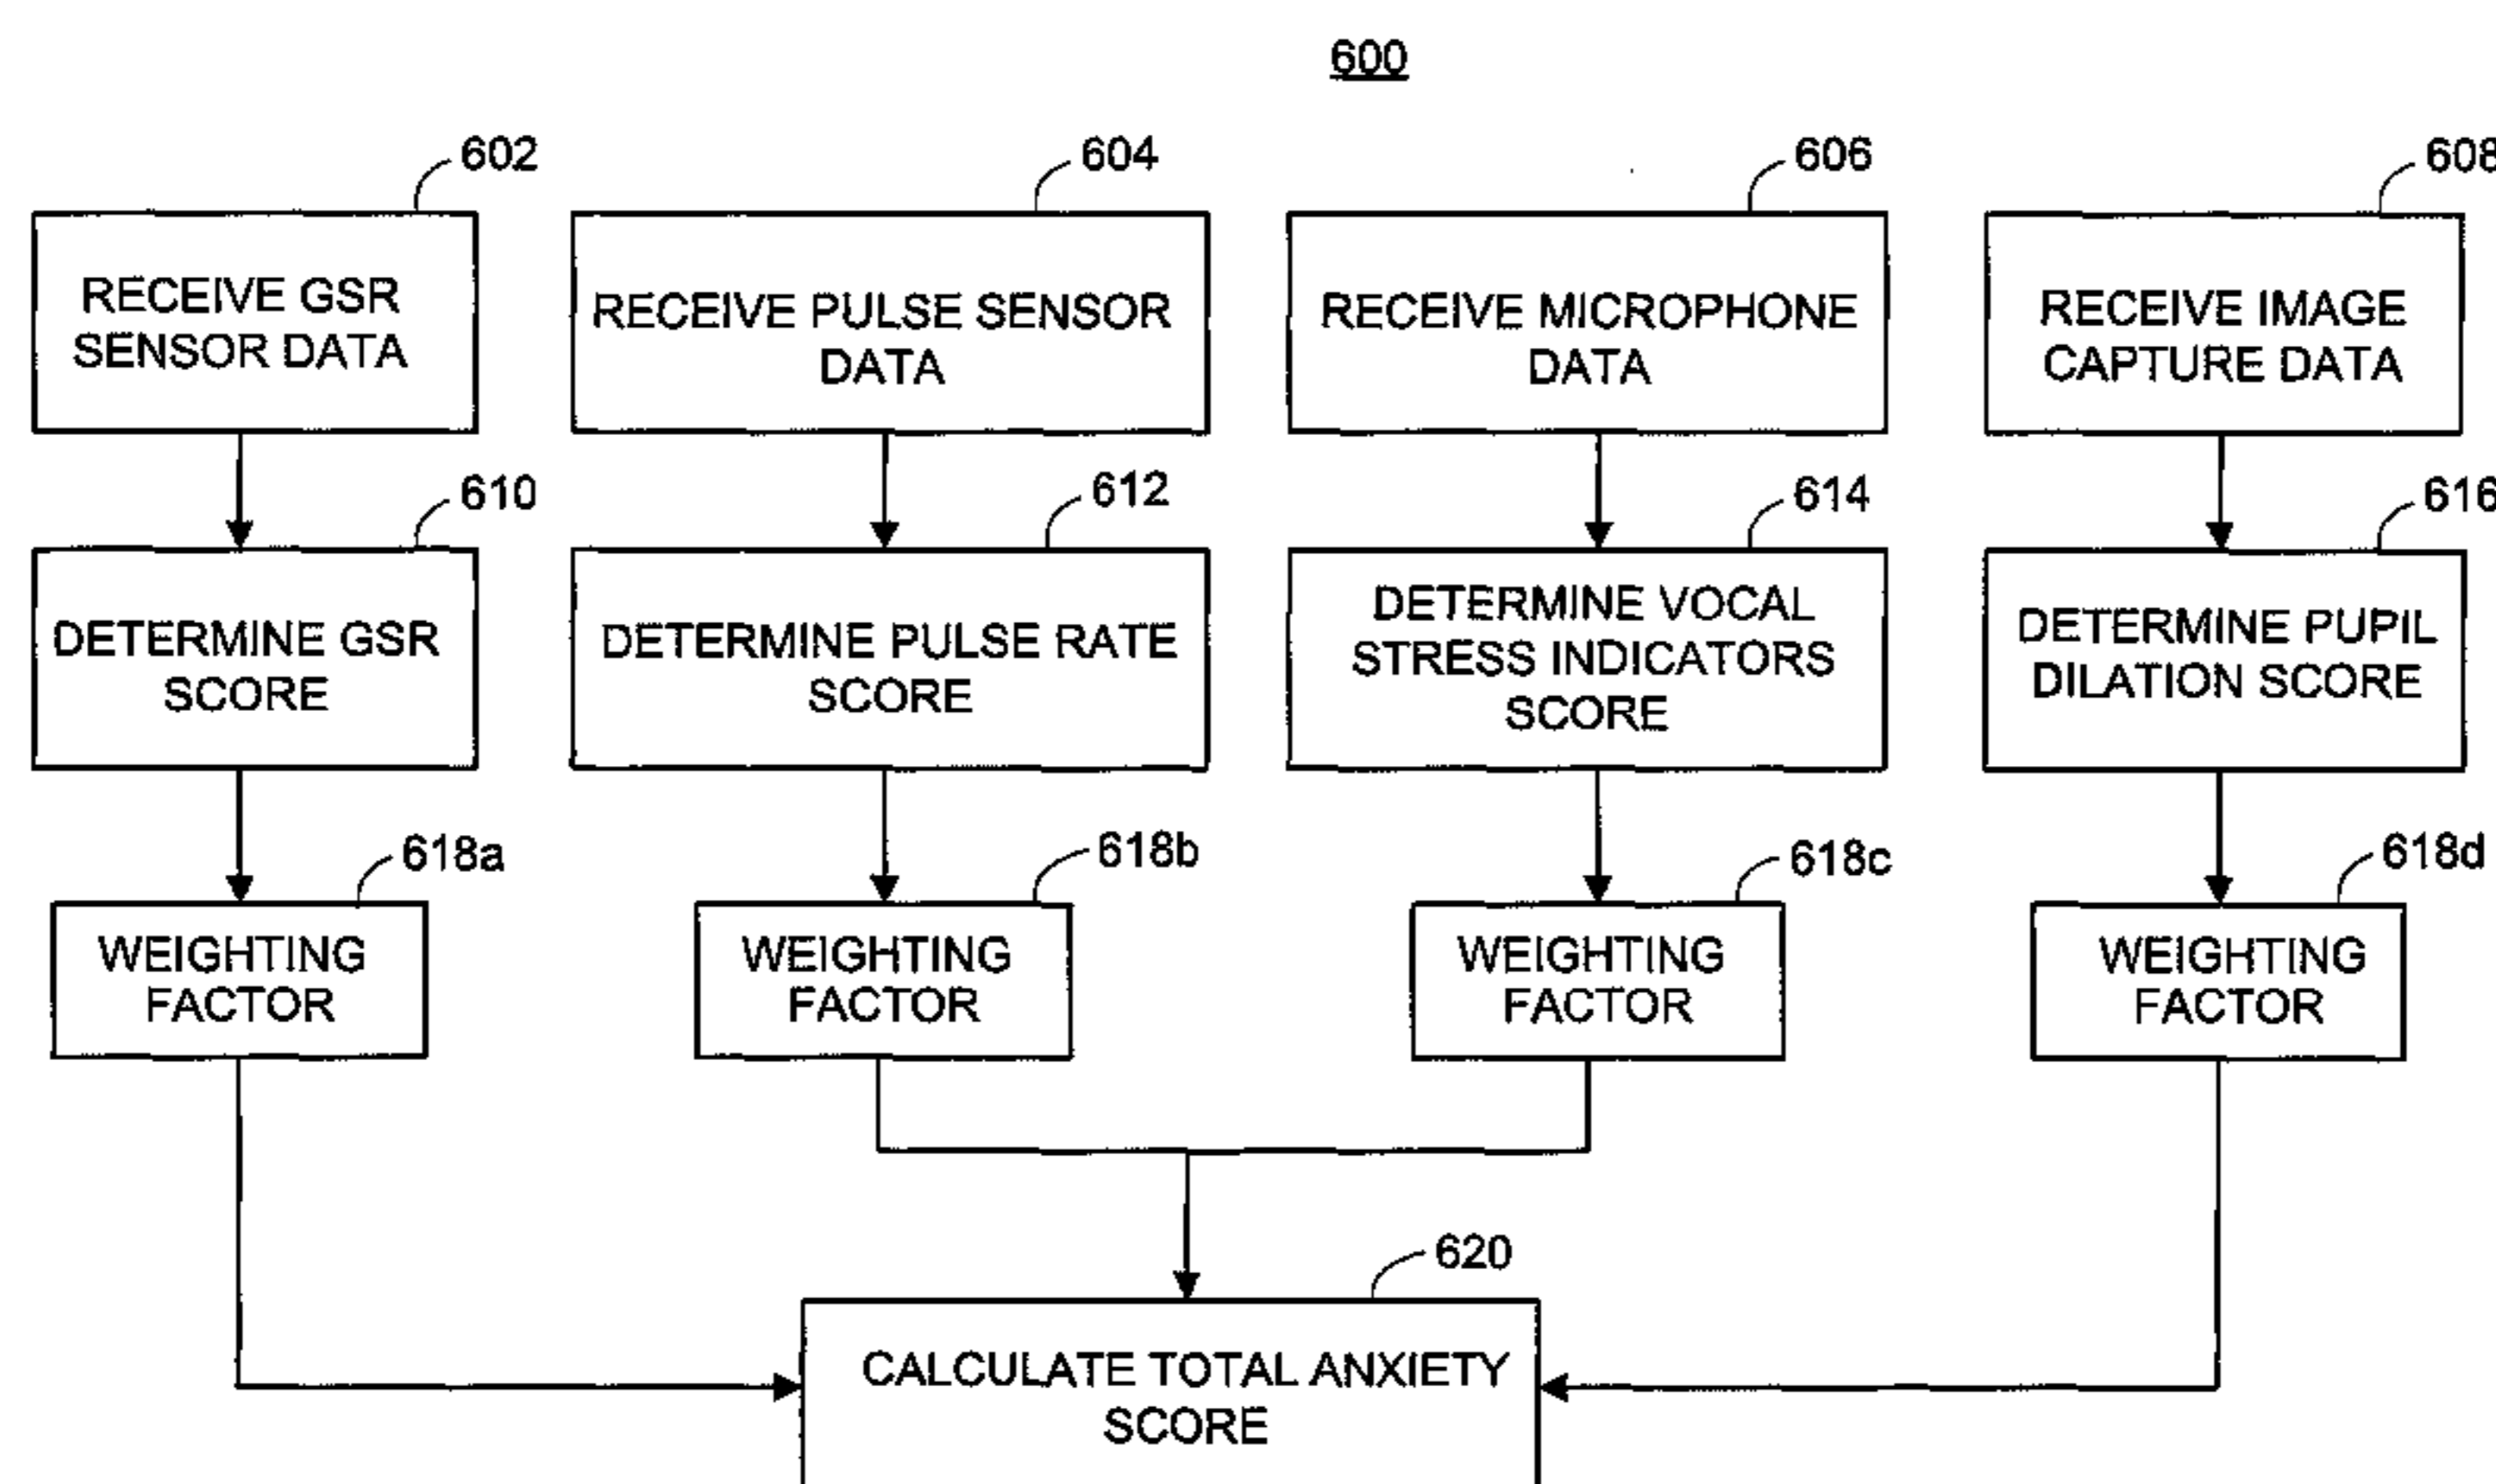 600
602
604
606
608
RECEIVE GSR
SENSOR DATA
RECEIVE PULSE SENSOR
DATA
RECEIVE MICROPHONE
DATA
RECEIVE IMAGE
CAPTURE DATA
610
612
614
616
DETERMINE GSR
SCORE
DETERMINE PULSE RATE
SCORE
DETERMINE VOCAL
STRESS INDICATORS
SCORE
DETERMINE PUPIL
DILATION SCORE
618a
618b
618c
618d
WEIGHTING
FACTOR
WEIGHTING
FACTOR
WEIGHTING
FACTOR
WEIGHTING
FACTOR
620
CALCULATE TOTAL ANXIETY
SCORE